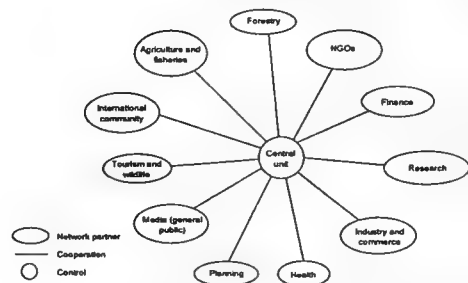 Forestry
Agriculture and
fisheries
NGOs
International
community
Finance
Central
unit
Tourism and
wildlife
Research
Media (general
public)
Industry and
commerce
Planning
Health
Network partner
Cooperation
Control